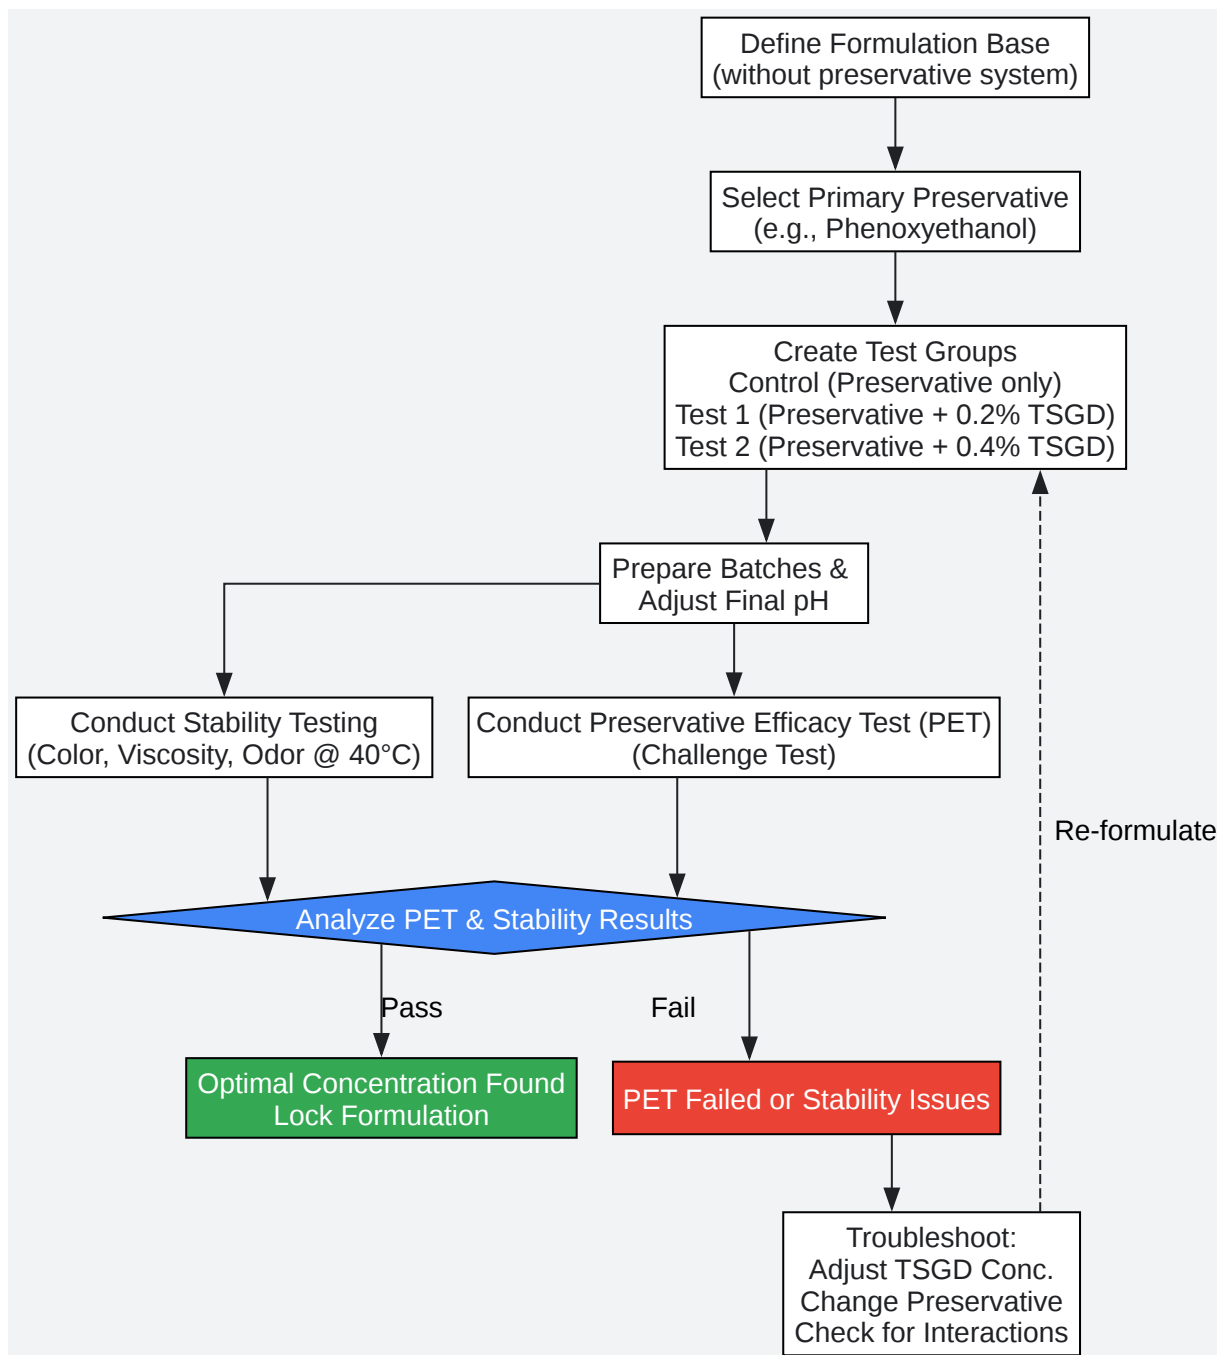 Define Formulation Base
(without preservative system)
Select Primary Preservative
(e.g., Phenoxyethanol)
Create Test Groups
Control (Preservative only)
Test 1 (Preservative + 0.2% TSGD)
Test 2 (Preservative + 0.4% TSGD)
Prepare Batches &
Adjust Final pH
Conduct Stability Testing
(Color, Viscosity, Odor @ 40°C)
Conduct Preservative Efficacy Test (PET)
(Challenge Test)
Re-formulate
Analyze PET & Stability Results
Pass
Fail
Optimal Concentration Found
Lock Formulation
PET Failed or Stability Issues
Troubleshoot:
Adjust TSGD Conc.
Change Preservative
Check for Interactions